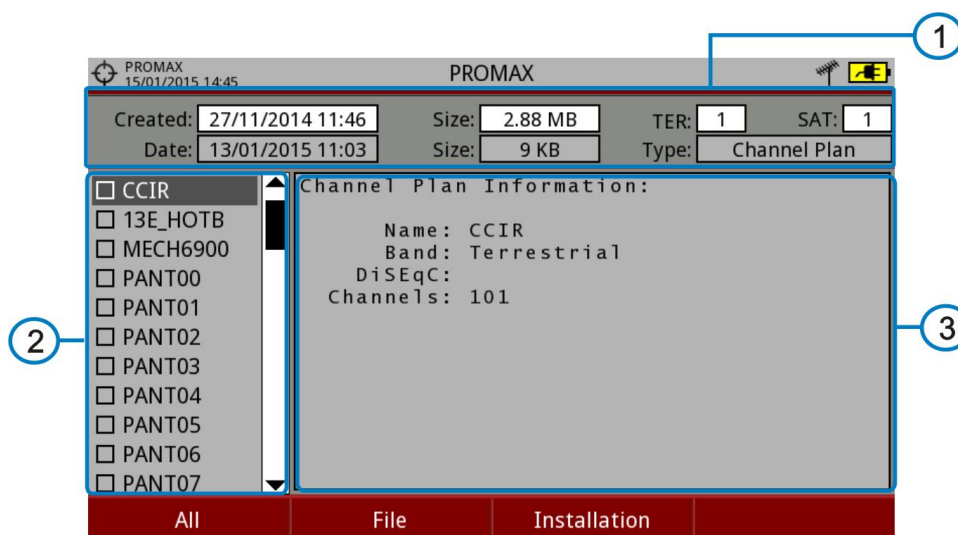 1
PROMAX
15/01/2015 14:45
PROMAX
Created: 27/11/2014 11:46 Size: 2.88 MB TER: 1 SAT: 1
Date: 13/01/2015 11:03 Size: 9 KB Type: Channel Plan
2
CCIR
13E_HOTB
MECH6900
PANT00
PANT01
PANT02
PANT03
PANT04
PANT05
PANT06
PANT07
Channel Plan Information:
Name: CCIR
Band: Terrestrial
DiSEqC:
Channels: 101
3
All File Installation